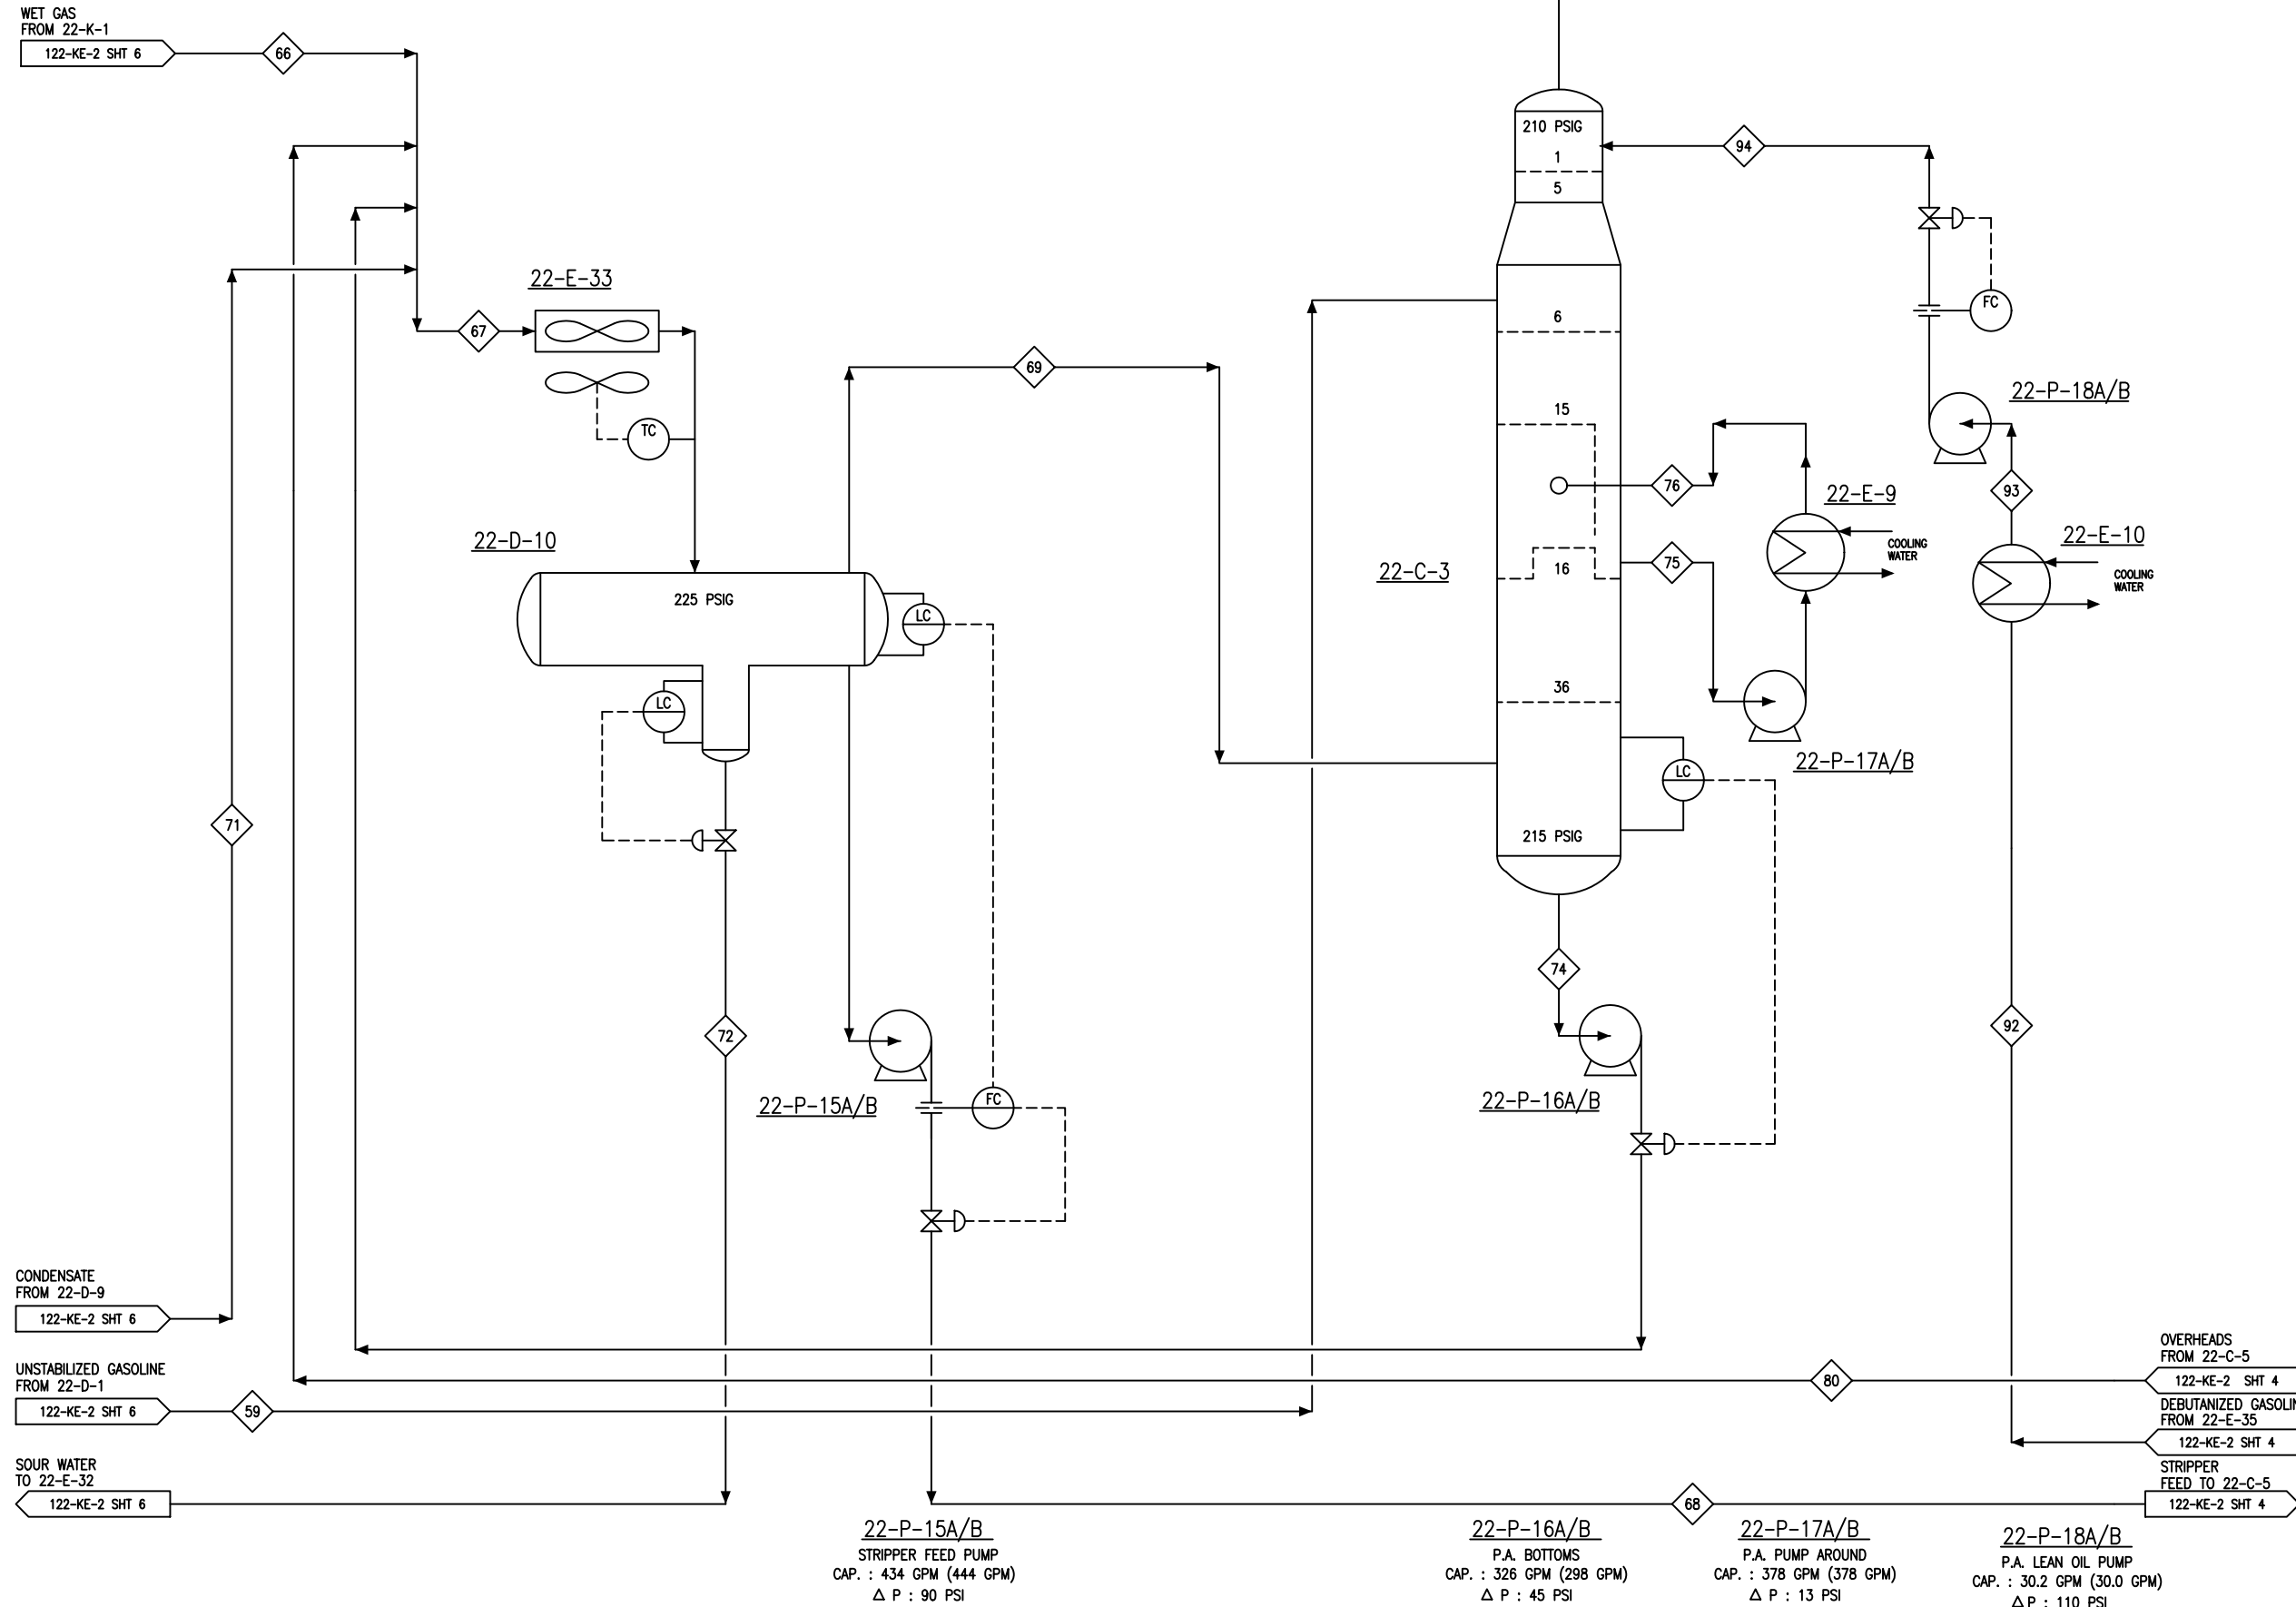 WET GAS
FROM 22-K-1
122-KE-2 SHT 6
66
210 PSIG
1
5
94
FC
22-E-33
67
TC
6
69
15
22-P-18A/B
76
22-E-9
93
COOLING
WATER
22-E-10
COOLING
WATER
22-D-10
225 PSIG
LC
LC
22-C-3
16
75
36
22-P-17A/B
LC
71
215 PSIG
74
72
92
22-P-15A/B
FC
22-P-16A/B
CONDENSATE
FROM 22-D-9
122-KE-2 SHT 6
UNSTABILIZED GASOLINE
FROM 22-D-1
122-KE-2 SHT 6
59
SOUR WATER
TO 22-E-32
122-KE-2 SHT 6
OVERHEADS
FROM 22-C-5
80
122-KE-2 SHT 4
DEBUTANIZED
FROM 22-E-35
122-KE-2 SHT 4
STRIPPER
FEED TO 22-C-5
68
122-KE-2 SHT 4
22-P-15A/B
STRIPPER FEED PUMP
CAP. : 434 GPM (444 GPM)
Δ P : 90 PSI
22-P-16A/B
P.A. BOTTOMS
CAP. : 326 GPM (298 GPM)
Δ P : 45 PSI
22-P-17A/B
P.A. PUMP AROUND
CAP. : 378 GPM (378 GPM)
Δ P : 13 PSI
22-P-18A/B
P.A. LEAN OIL PUMP
CAP. : 30.2 GPM (30.0 GPM)
Δ P : 110 PSI